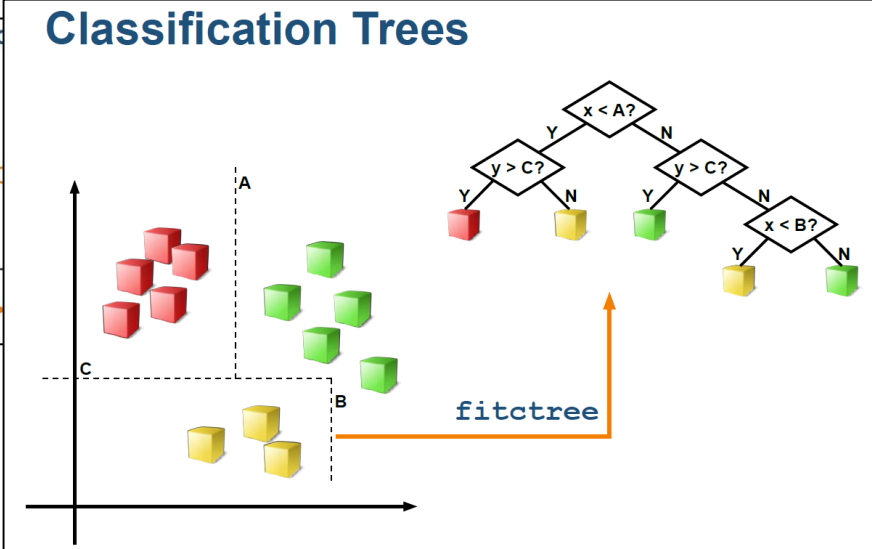 Classification Trees
x < A?
Y
N
y > C?
y > C?
Y
N
Y
N
x < B?
Y
N
A
C
B
fitctree